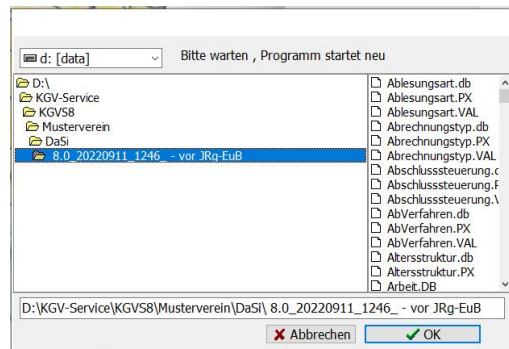 d: [data]
Bitte warten , Programm startet neu
D:\
KGV-Service
KGVS8
Musterverein
DaSi
8.0_20220911_1246_ - vor JRg-EuB
Ablesungsart.db
Ablesungsart.PX
Ablesungsart.VAL
Abrechnungstyp.db
Abrechnungstyp.PX
Abrechnungstyp.VAL
Abschlusssteuerung.
Abschlusssteuerung.
Abschlusssteuerung.
AbVerfahren.db
AbVerfahren.PX
AbVerfahren.VAL
Altersstruktur.db
Altersstruktur.PX
Arbeit.DB
D:\KGV-Service\KGVS8\Musterverein\DaSi\ 8.0_20220911_1246_ - vor JRg-EuB
Abbrechen
OK